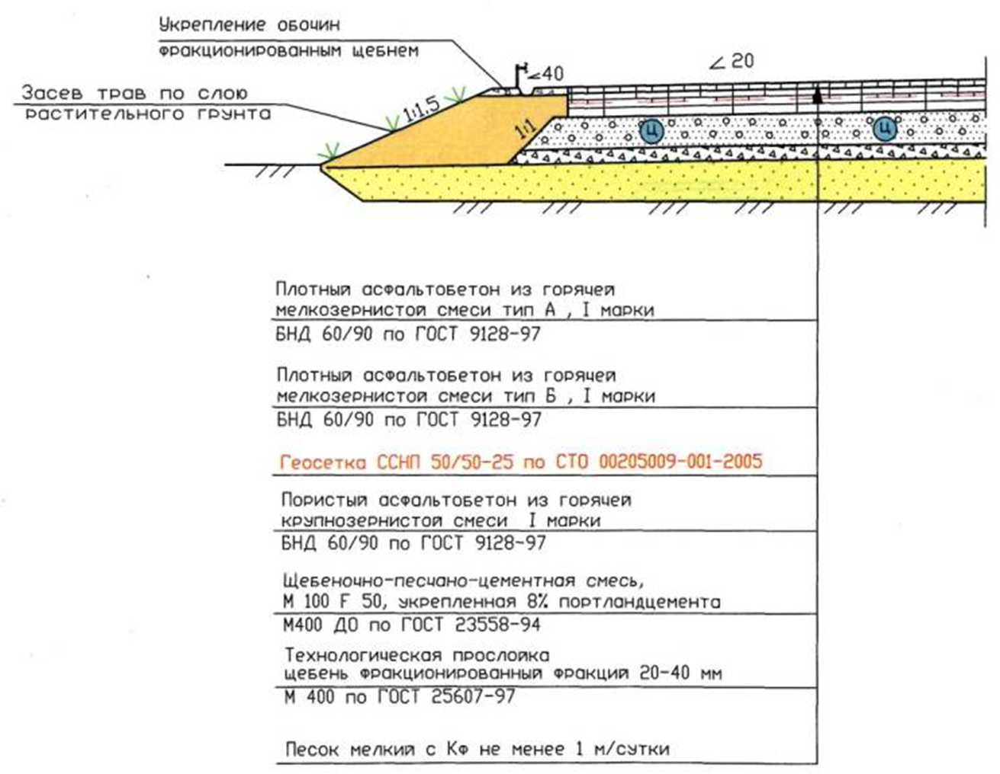 Укрепление обочин
фракционированным щебнем
∠ 20
∠40
Засев трав по слою
растительного грунта
1:1,5
1:1
Ц
Ц
Плотный асфальтобетон из горячей
мелкозернистой смеси тип А , I марки
БНД 60/90 по ГОСТ 9128-97
Плотный асфальтобетон из горячей
мелкозернистой смеси тип Б , I марки
БНД 60/90 по ГОСТ 9128-97
Геосетка ССНП 50/50-25 по СТО 00205009-001-2005
Пористый асфальтобетон из горячей
крупнозернистой смеси I марки
БНД 60/90 по ГОСТ 9128-97
Щебеночно-песчано-цементная смесь,
М 100 F 50, укрепленная 8% портландцемента
М400 ДО по ГОСТ 23558-94
Технологическая прослойка
щебень фракционированный фракций 20-40 мм
М 400 по ГОСТ 25607-97
Песок мелкий с Кф не менее 1 м/сутки